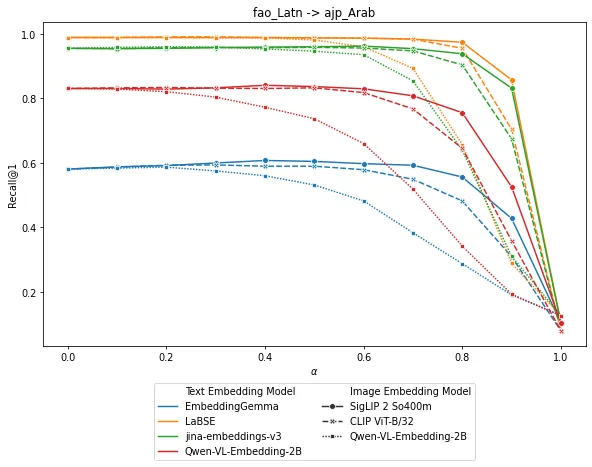 fao_Latn -> ajp_Arab
1.0
0.8
0.6
0.4
0.2
Recall@1
0.0 0.2 0.4 0.6 0.8 1.0
α
Text Embedding Model Image Embedding Model
EmbeddingGemma SigLIP 2 So400m
LaBSE CLIP ViT-B/32
jina-embeddings-v3 Qwen-VL-Embedding-2B
Qwen-VL-Embedding-2B